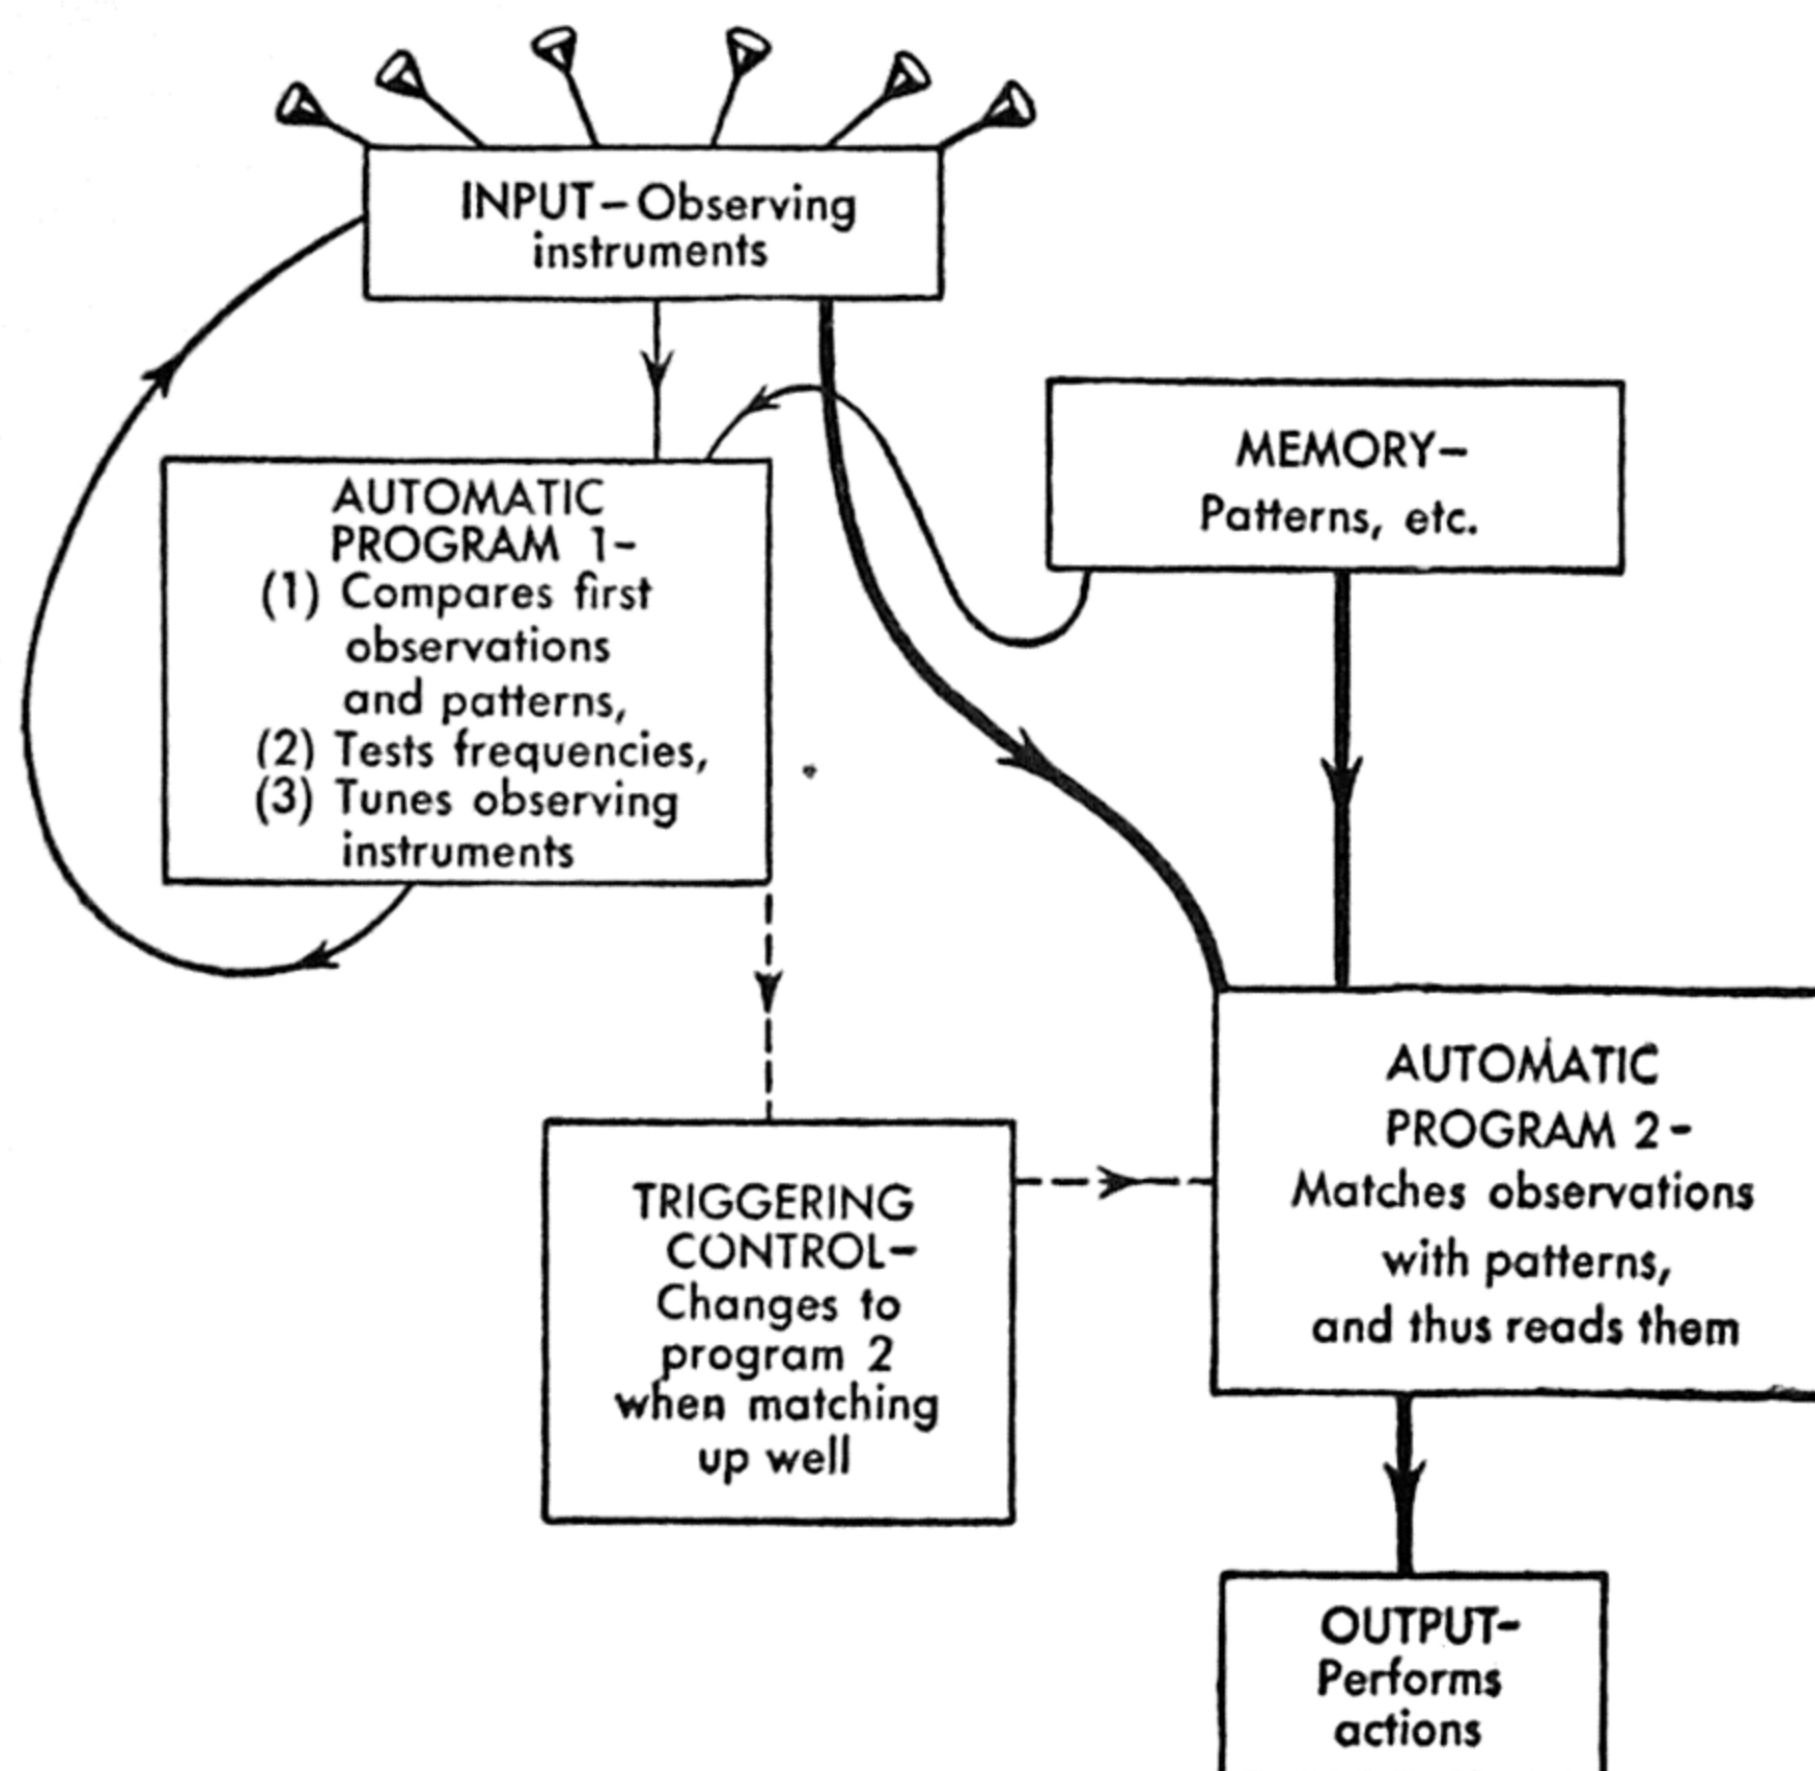 INPUT–Observing
instruments
MEMORY–
Patterns, etc.
AUTOMATIC
PROGRAM 1–
(1) Compares first
observations
and patterns,
(2) Tests frequencies,
(3) Tunes observing
instruments
AUTOMATIC
PROGRAM 2–
Matches observations
with patterns,
and thus reads them
TRIGGERING
CONTROL–
Changes to
program 2
when matching
up well
OUTPUT–
Performs
actions